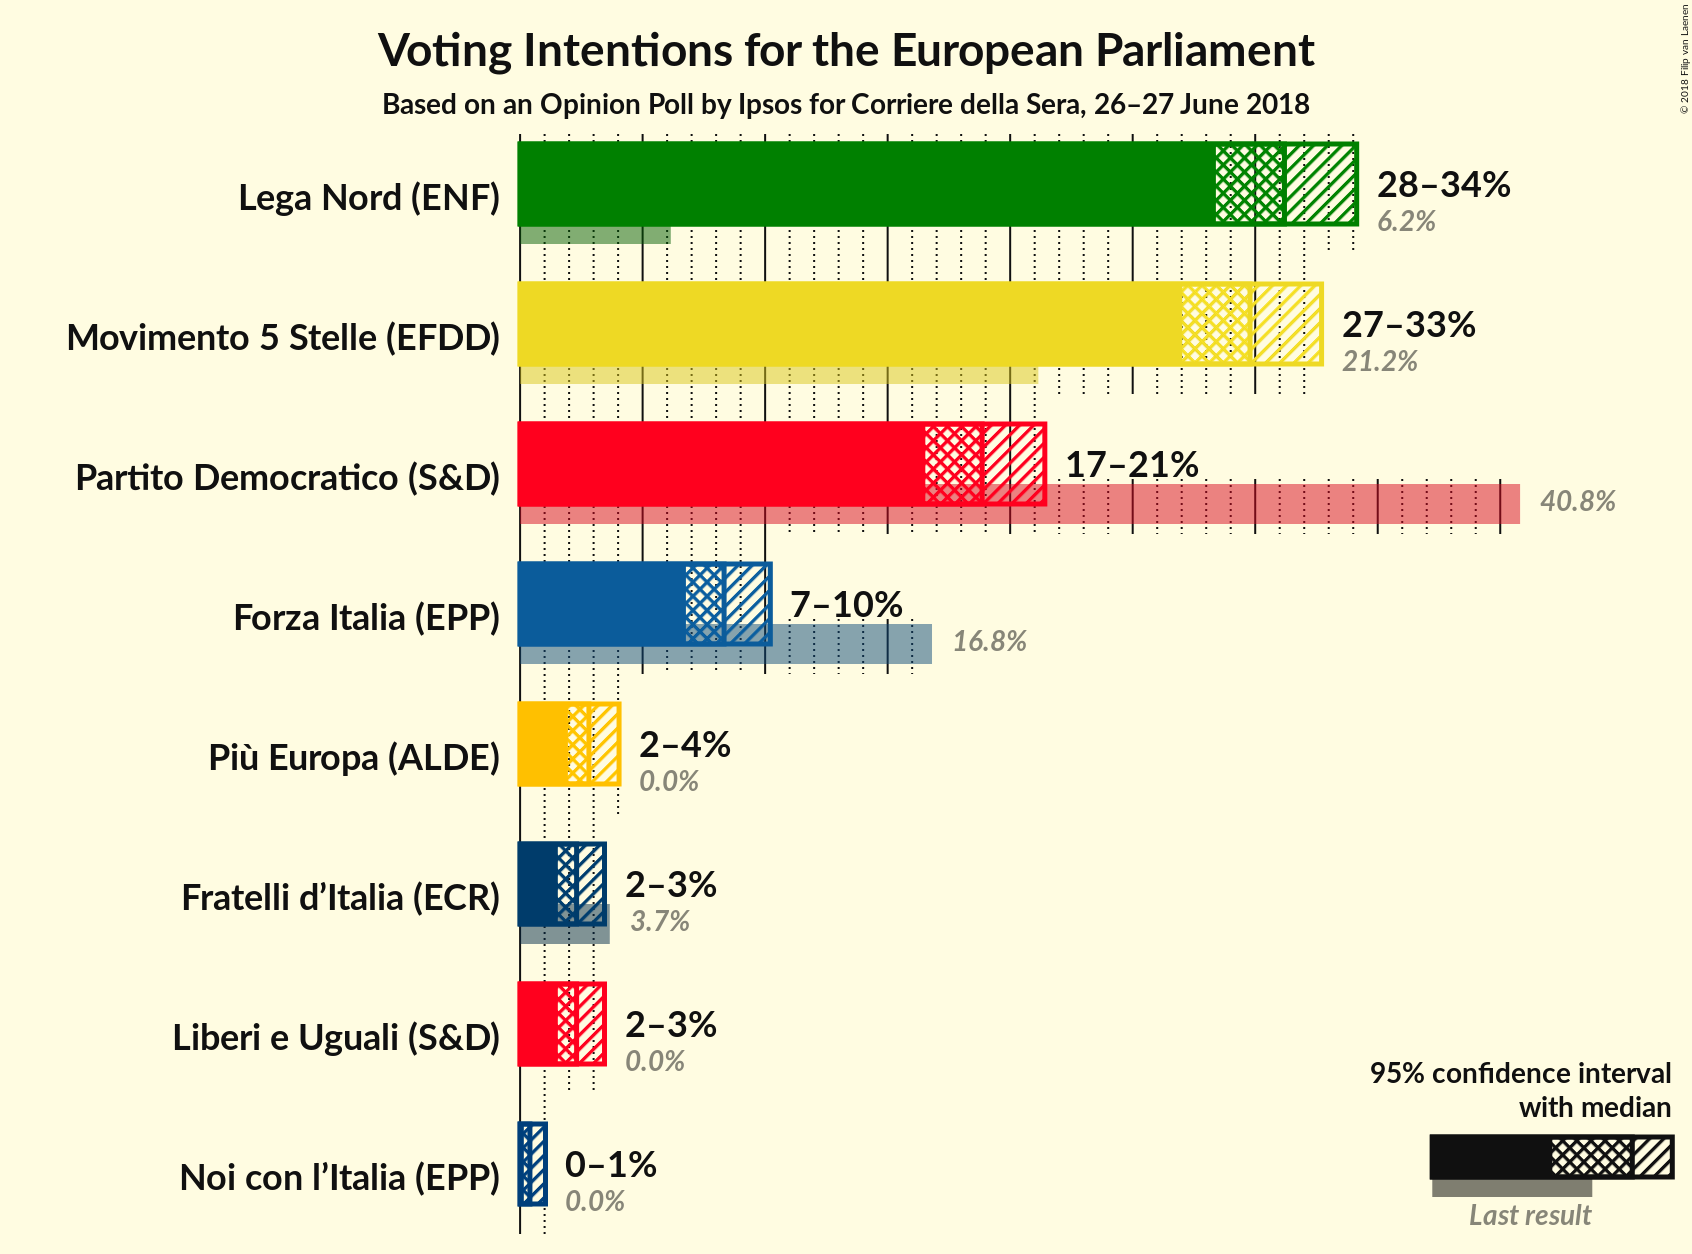 Voting Intentions for the European Parliament
Based on an Opinion Poll by Ipsos for Corriere della Sera, 26–27 June 2018
© 2018 Filip van Laenen
Lega Nord (ENF)
28–34%
6.2%
Movimento 5 Stelle (EFDD)
27–33%
21.2%
Partito Democratico (S&D)
17–21%
40.8%
Forza Italia (EPP)
7–10%
16.8%
Più Europa (ALDE)
2–4%
0.0%
Fratelli d’Italia (ECR)
2–3%
3.7%
Liberi e Uguali (S&D)
2–3%
0.0%
Noi con l’Italia (EPP)
0–1%
0.0%
95% confidence interval
with median
Last result